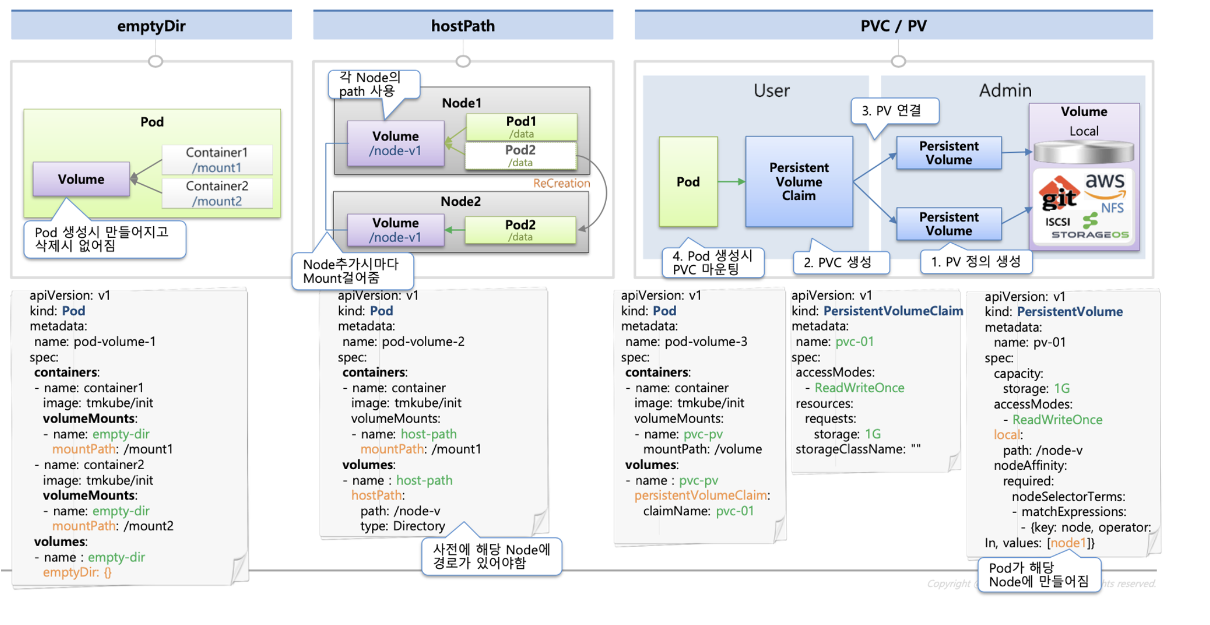 emptyDir
Pod
Volume
Container1
/mount1
Container2
/mount2
Pod 생성시 만들어지고
삭제시 없어짐
apiVersion: v1
kind: Pod
metadata:
name: pod-volume-1
spec:
containers:
- name: container1
image: tmkube/init
volumeMounts:
- name: empty-dir
mountPath: /mount1
- name: container2
image: tmkube/init
volumeMounts:
- name: empty-dir
mountPath: /mount2
volumes:
- name : empty-dir
emptyDir: {}
hostPath
각 Node의
path 사용
Node1
Volume
/node-v1
Pod1
/data
Pod2
/data
ReCreation
Node2
Volume
/node-v1
Pod2
/data
Node추가시마다
Mount걸어줌
apiVersion: v1
kind: Pod
metadata:
name: pod-volume-2
spec:
containers:
- name: container
image: tmkube/init
volumeMounts:
- name: host-path
mountPath: /mount1
volumes:
- name : host-path
hostPath:
path: /node-v
type: Directory
사전에 해당 Node에
경로가 있어야함
PVC / PV
User
Admin
3. PV 연결
Pod
Persistent
Volume
Claim
Persistent
Volume
Persistent
Volume
Volume
Local
git
aws
NFS
iSCSI
STORAGEOS
4. Pod 생성시
PVC 마운팅
2. PVC 생성
1. PV 정의 생성
apiVersion: v1
kind: Pod
metadata:
name: pod-volume-3
spec:
containers:
- name: container
image: tmkube/init
volumeMounts:
- name: pvc-pv
mountPath: /volume
volumes:
- name : pvc-pv
persistentVolumeClaim:
claimName: pvc-01
apiVersion: v1
kind: PersistentVolumeClaim
metadata:
name: pvc-01
spec:
accessModes:
- ReadWriteOnce
resources:
requests:
storage: 1G
storageClassName: ""
apiVersion: v1
kind: PersistentVolume
metadata:
name: pv-01
spec:
capacity:
storage: 1G
accessModes:
- ReadWriteOnce
local:
path: /node-v
nodeAffinity:
required:
nodeSelectorTerms:
- matchExpressions:
- {key: node, operator:
In, values: [node1]}
Pod가 해당
Node에 만들어짐
Copyright
reserved.